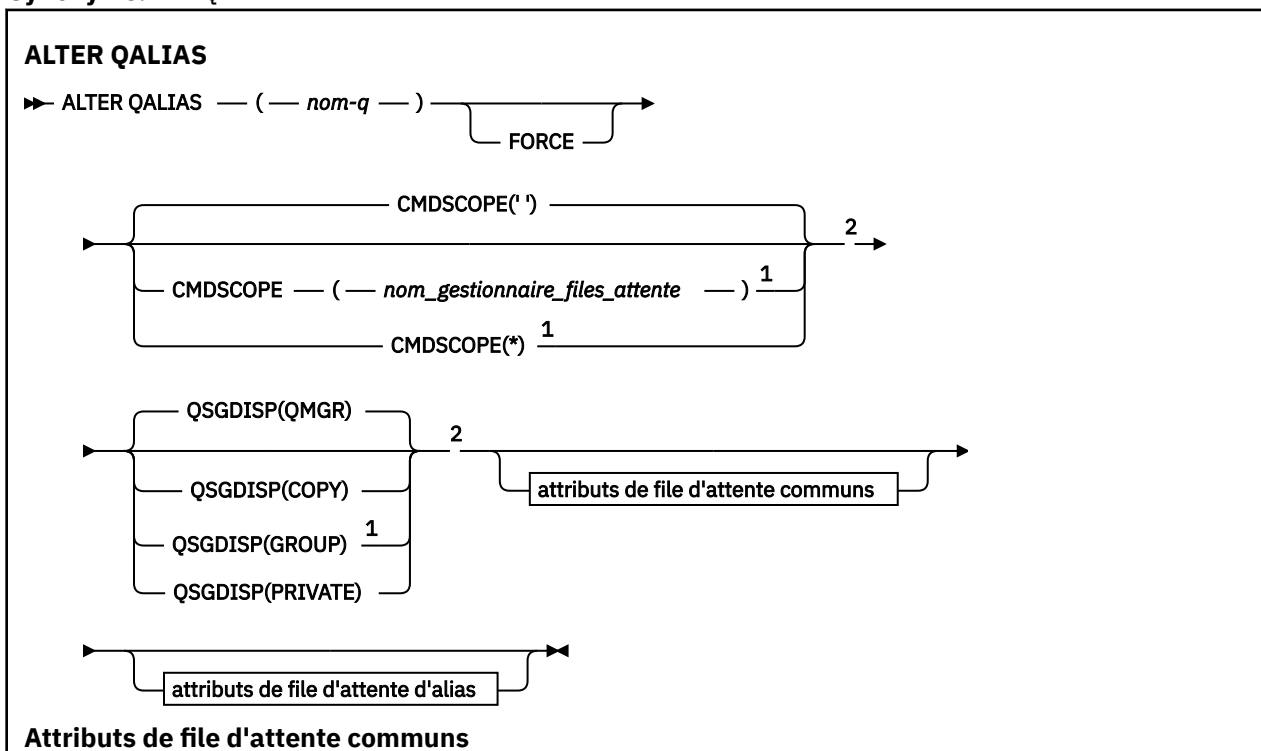 ALTER QALIAS
ALTER QALIAS ( nom-q )
FORCE
CMDSCOPE(' ')
2
CMDSCOPE ( nom_gestionnaire_files_attente ) 1
CMDSCOPE(*) 1
QSGDISP(QMGR)
2
QSGDISP(COPY)
attributs de file d'attente communs
QSGDISP(GROUP) 1
QSGDISP(PRIVATE)
attributs de file d'attente d'alias
Attributs de file d'attente communs